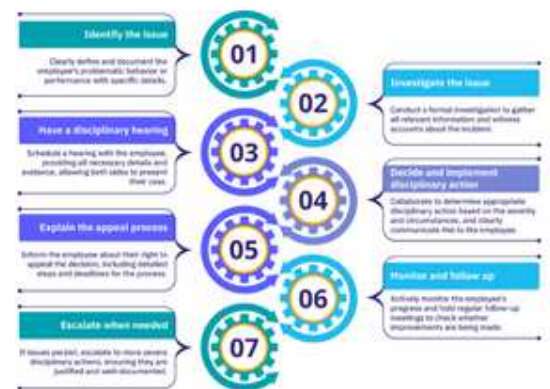 Identify the issue
Clearly define and document the
employee's problematic behavior or
performance with specific details.
01
02
Investigate the issue
Conduct a formal investigation to gather
all relevant information and witness
accounts about the incident.
Have a disciplinary hearing
Schedule a hearing with the employee,
providing all necessary details and
evidence, allowing both sides to present
their case.
03
04
Decide and implement
disciplinary action
Collaborate to determine appropriate
disciplinary action based on the severity
and circumstances, and clearly
communicate this to the employee.
Explain the appeal process
Inform the employee about their right to
appeal the decision, including detailed
steps and deadlines for the process.
05
06
Monitor and follow up
Actively monitor the employee's
progress and hold regular follow-up
meetings to check whether
improvements are being made.
Escalate when needed
If issues persist, escalate to more severe
disciplinary actions, ensuring they are
justified and well-documented.
07